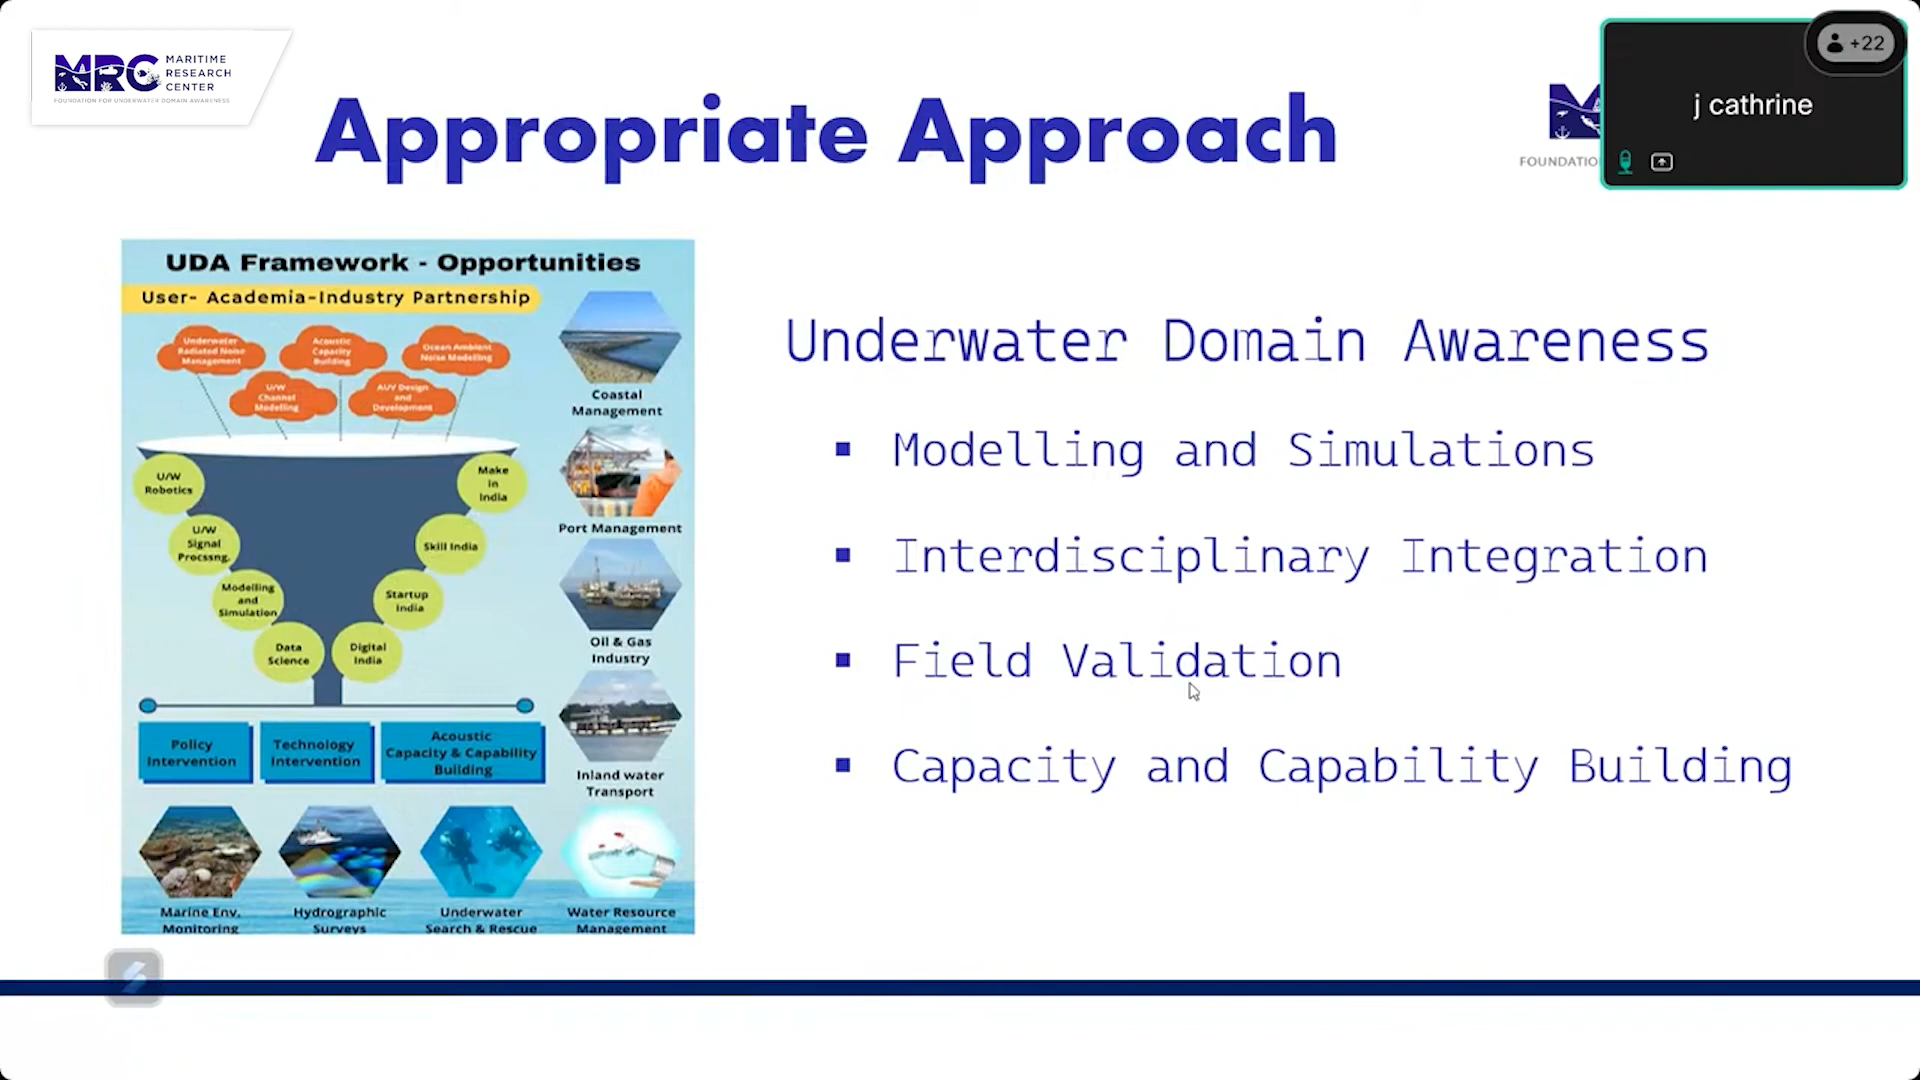 MRC MARITIME
RESEARCH
CENTER
FOUNDATION FOR UNDERWATER DOMAIN AWARENESS
Appropriate Approach
FOUNDATIO
+22
j cathrine
UDA Framework - Opportunities
User- Academia-Industry Partnership
Underwater
Radiated Noise
Management
Acoustic
Capacity
Building
Ocean Ambient
Noise Modelling
U/W
Channel
Modelling
AUV Design
and
Development
U/W
Robotics
Make
in
India
U/W
Signal
Procssng.
Skill India
Modelling
and
Simulation
Startup
India
Data
Science
Digital
India
Policy
Intervention
Technology
Intervention
Acoustic
Capacity & Capability
Building
Coastal
Management
Port Management
Oil & Gas
Industry
Inland water
Transport
Marine Env.
Monitoring
Hydrographic
Surveys
Underwater
Search & Rescue
Water Resource
Management
Underwater Domain Awareness
▪ Modelling and Simulations
▪ Interdisciplinary Integration
▪ Field Validation
▪ Capacity and Capability Building